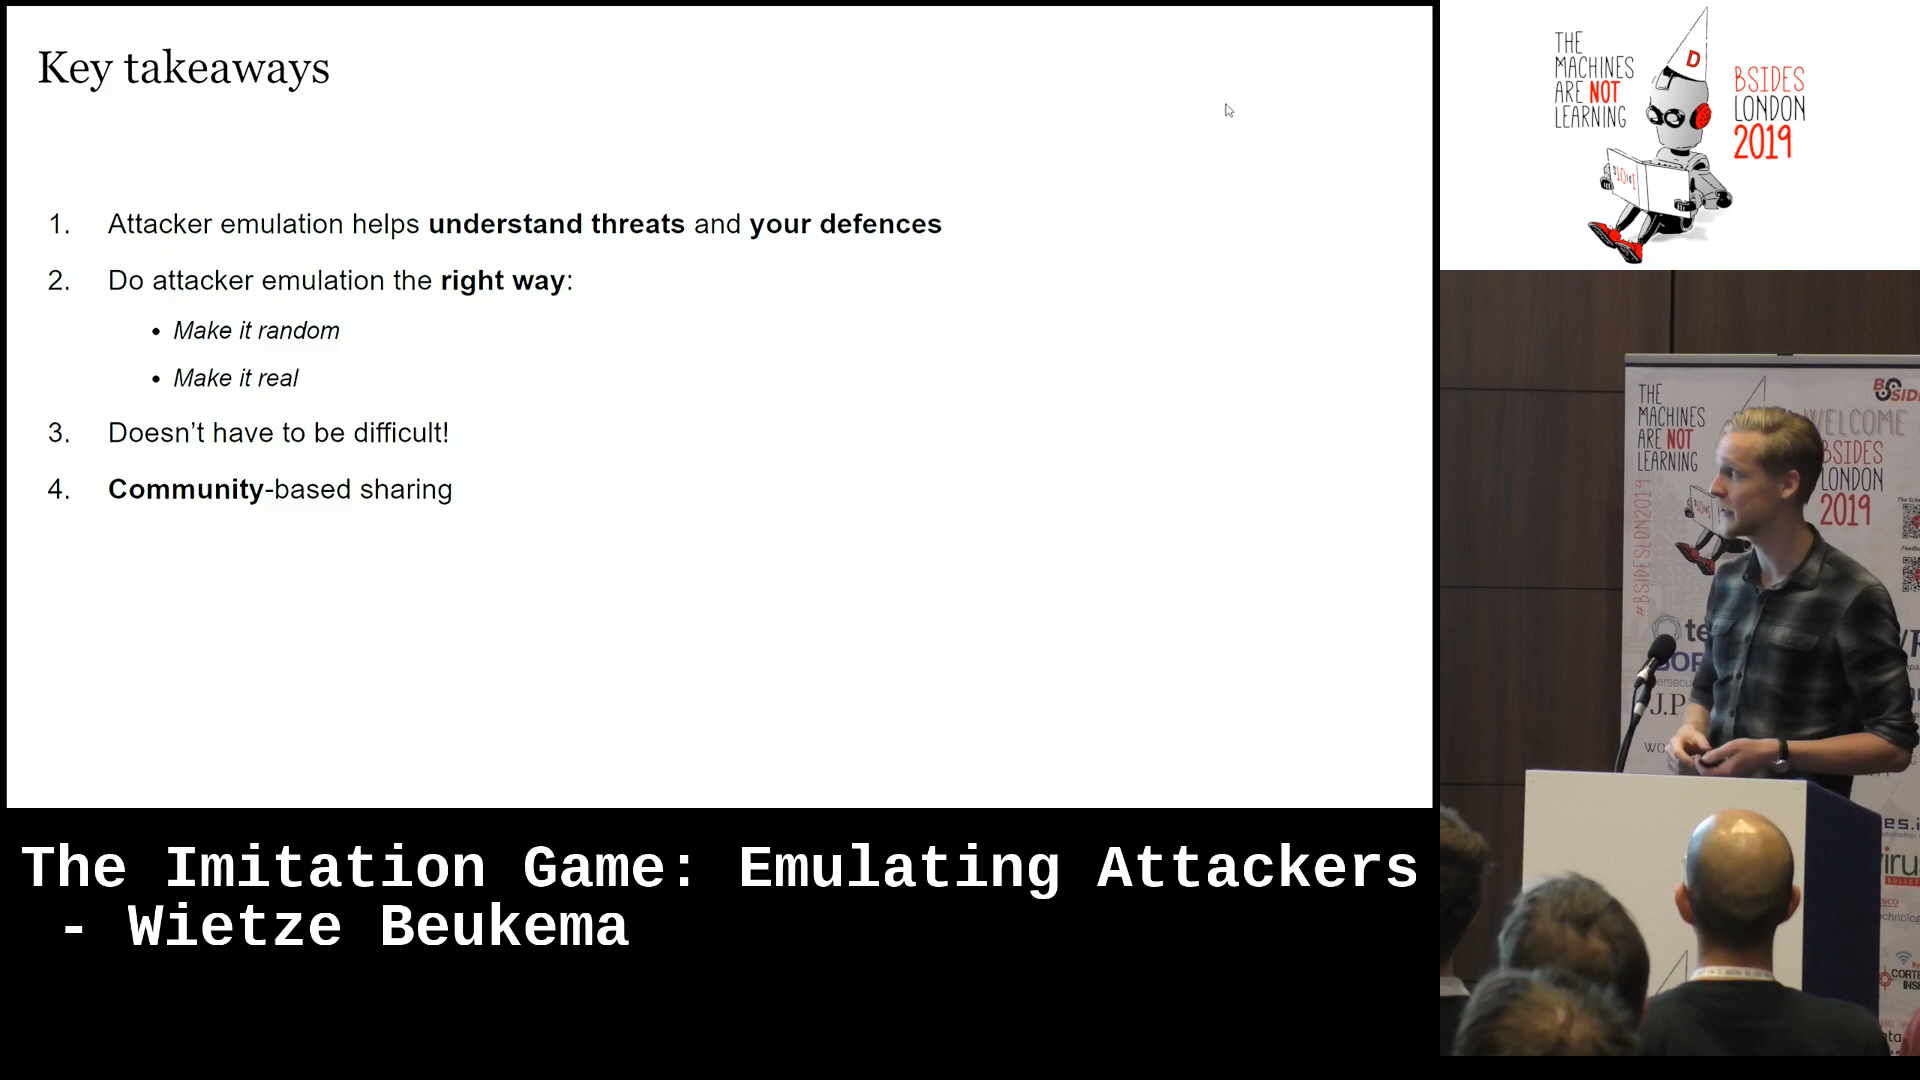 Key takeaways
1. Attacker emulation helps understand threats and your defences
2. Do attacker emulation the right way:
• Make it random
• Make it real
3. Doesn't have to be difficult!
4. Community-based sharing
The Imitation Game: Emulating Attackers
- Wietze Beukema
THE
MACHINES
ARE NOT
LEARNING
D
BSIDES
LONDON
2019
THE
MACHINES
ARE NOT
LEARNING
WELCOME
BSIDES
LONDON
2019
#BSIDESLDN2019
J.P